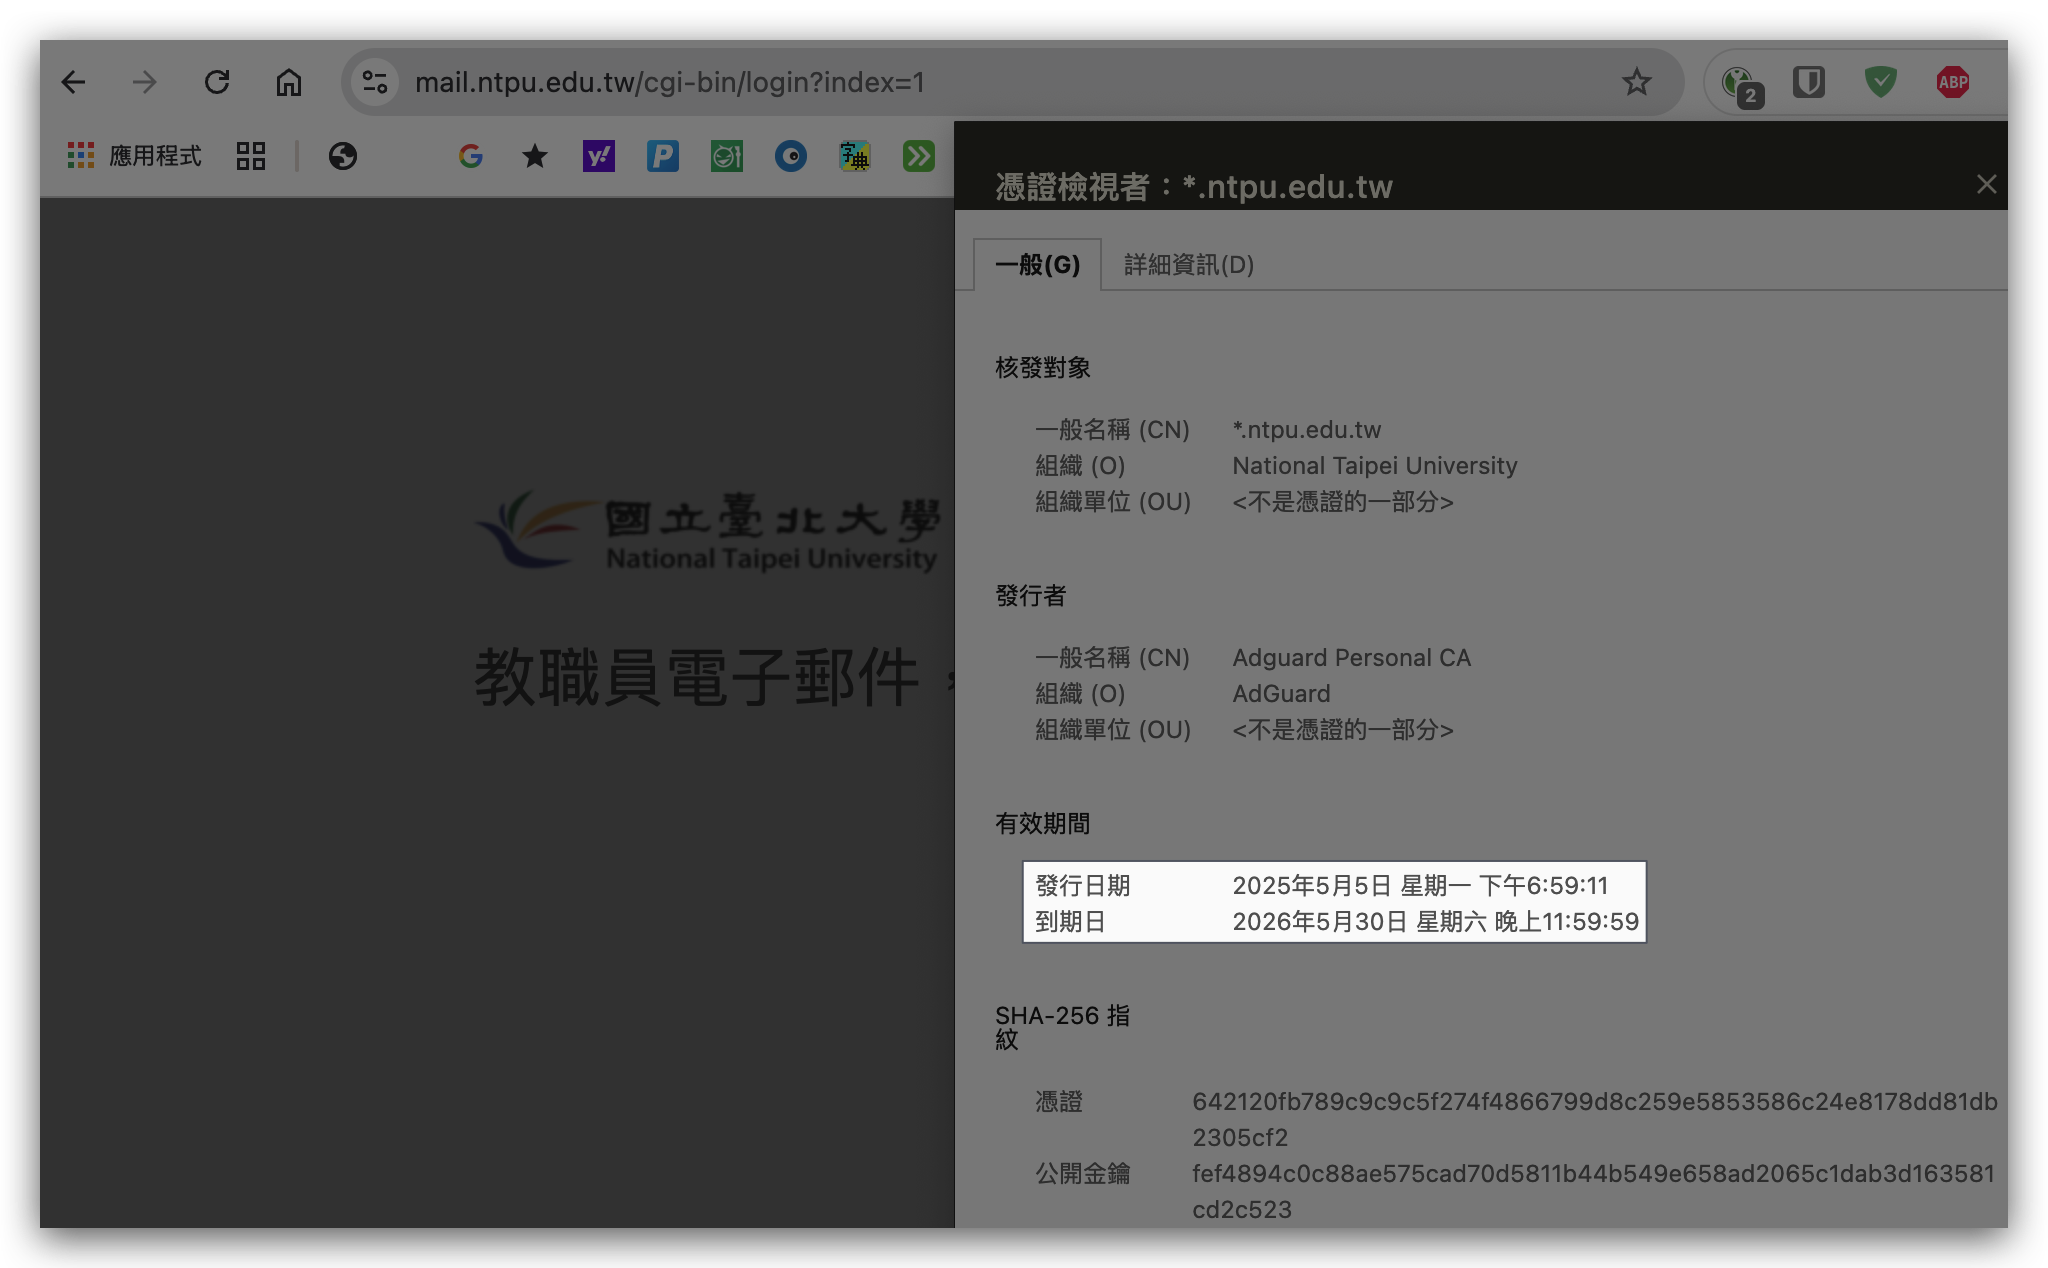 mail.ntpu.edu.tw/cgi-bin/login?index=1
2
ABP
應用程式
G
y!
P
字典
憑證檢視者：*.ntpu.edu.tw
一般(G) 詳細資訊(D)
國立臺北大學
National Taipei University
教職員電子郵件
核發對象
一般名稱 (CN) *.ntpu.edu.tw
組織 (O) National Taipei University
組織單位 (OU) <不是憑證的一部分>
發行者
一般名稱 (CN) Adguard Personal CA
組織 (O) AdGuard
組織單位 (OU) <不是憑證的一部分>
有效期間
發行日期 2025年5月5日 星期一 下午6:59:11
到期日 2026年5月30日 星期六 晚上11:59:59
SHA-256 指
紋
憑證 642120fb789c9c9c5f274f4866799d8c259e5853586c24e8178dd81db
2305cf2
公開金鑰 fef4894c0c88ae575cad70d5811b44b549e658ad2065c1dab3d163581
cd2c523